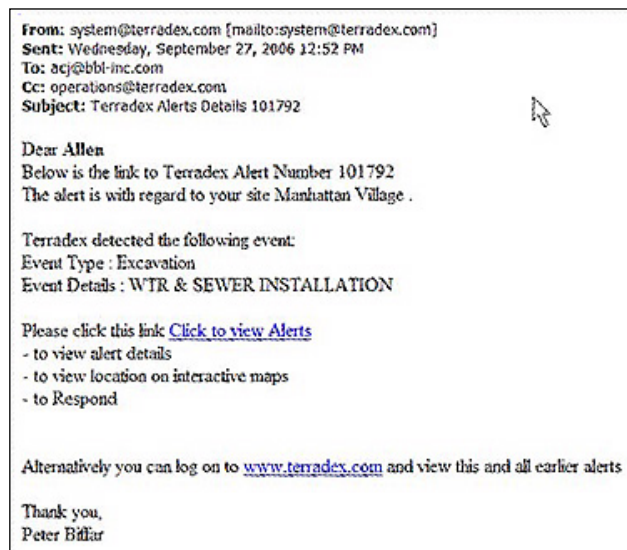 From: system@terradex.com [mailto:system@terradex.com]
Sent: Wednesday, September 27, 2006 12:52 PM
To: acj@bbl-inc.com
Cc: operations@terradex.com
Subject: Terradex Alerts Details 101792
Dear Allen
Below is the link to Terradex Alert Number 101792
The alert is with regard to your site Manhattan Village .
Terradex detected the following event:
Event Type : Excavation
Event Details : WTR & SEWER INSTALLATION
Please click this link Click to view Alerts
- to view alert details
- to view location on interactive maps
- to Respond
Alternatively you can log on to www.terradex.com and view this and all earlier alerts
Thank you,
Peter Biffar